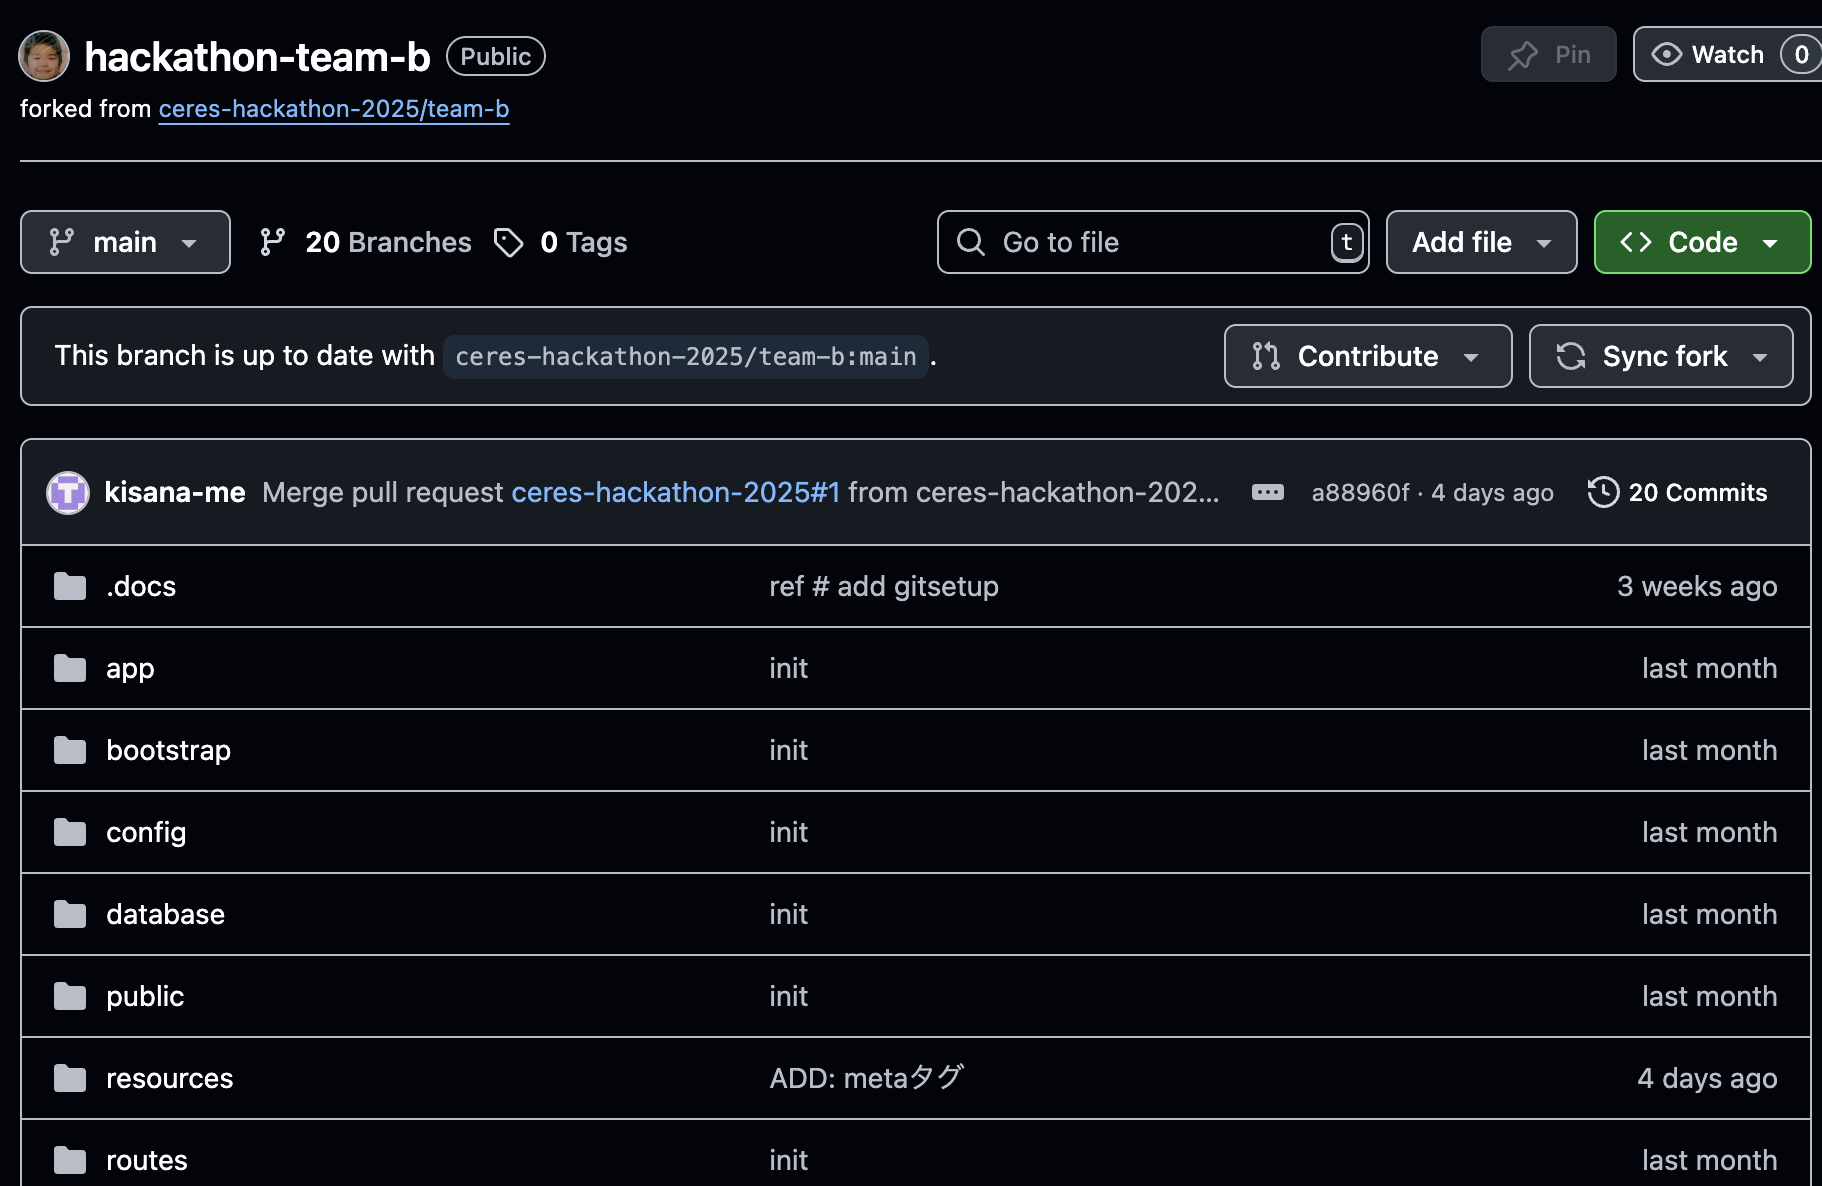 hackathon-team-b Public Pin Watch 0
forked from ceres-hackathon-2025/team-b
main 20 Branches 0 Tags Go to file t Add file Code
This branch is up to date with ceres-hackathon-2025/team-b:main . Contribute Sync fork
kisana-me Merge pull request ceres-hackathon-2025#1 from ceres-hackathon-202... a88960f · 4 days ago 20 Commits
.docs ref # add gitsetup 3 weeks ago
app init last month
bootstrap init last month
config init last month
database init last month
public init last month
resources ADD: metaタグ 4 days ago
routes init last month